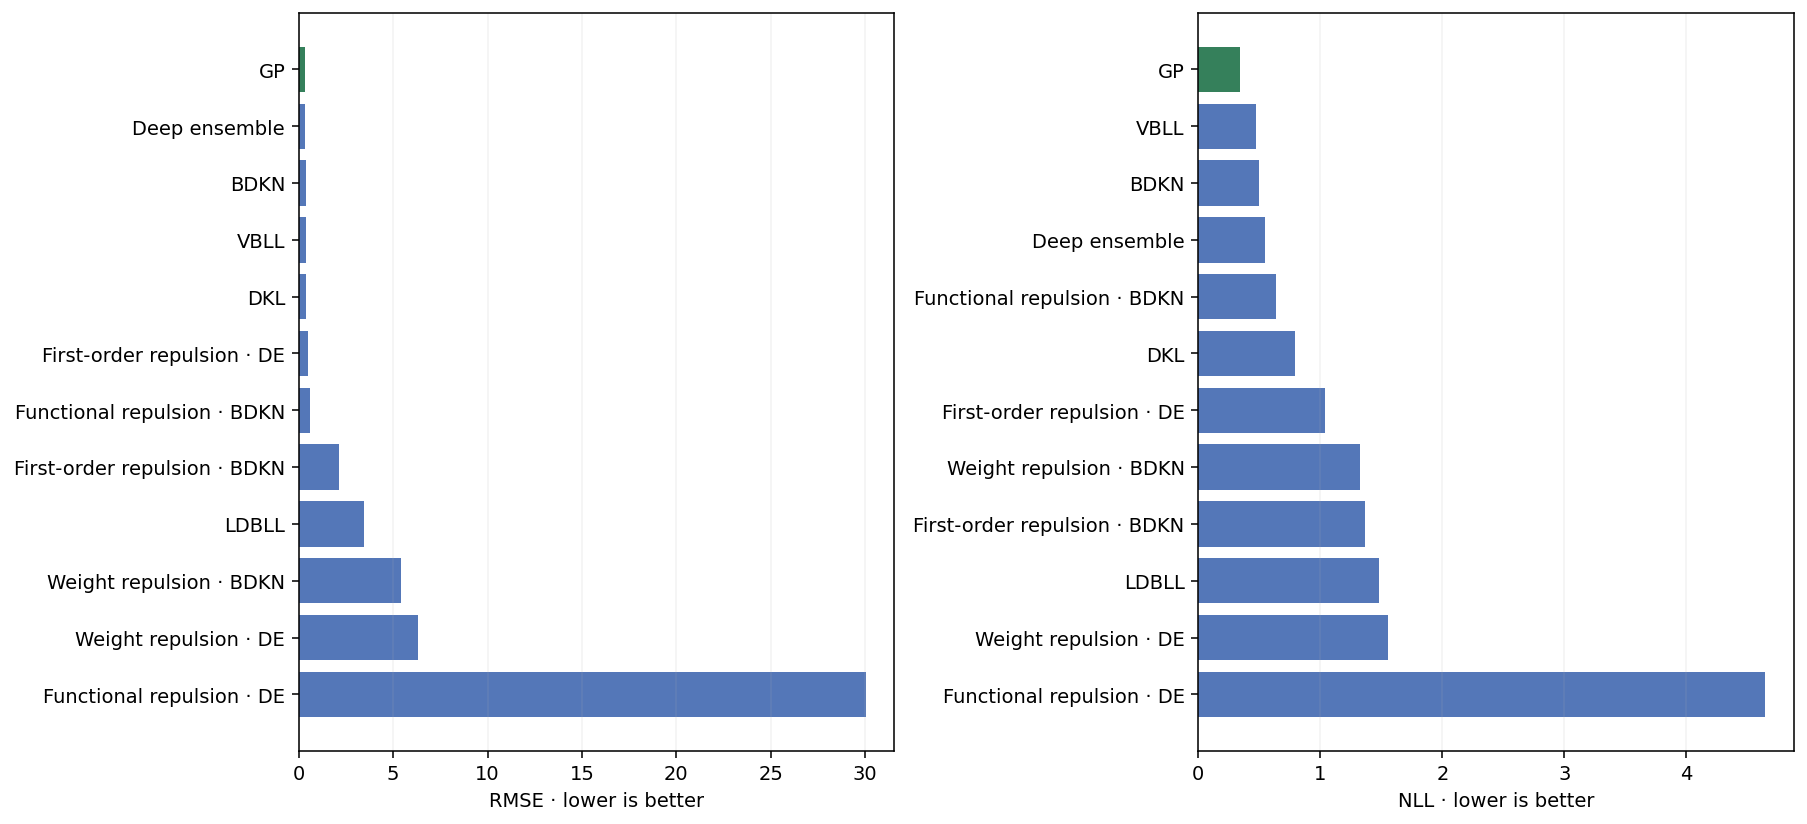 GP
Deep ensemble
BDKN
VBLL
DKL
First-order repulsion · DE
Functional repulsion · BDKN
First-order repulsion · BDKN
LDBLL
Weight repulsion · BDKN
Weight repulsion · DE
Functional repulsion · DE
0 5 10 15 20 25 30
RMSE · lower is better
GP
VBLL
BDKN
Deep ensemble
Functional repulsion · BDKN
DKL
First-order repulsion · DE
Weight repulsion · BDKN
First-order repulsion · BDKN
LDBLL
Weight repulsion · DE
Functional repulsion · DE
0 1 2 3 4
NLL · lower is better